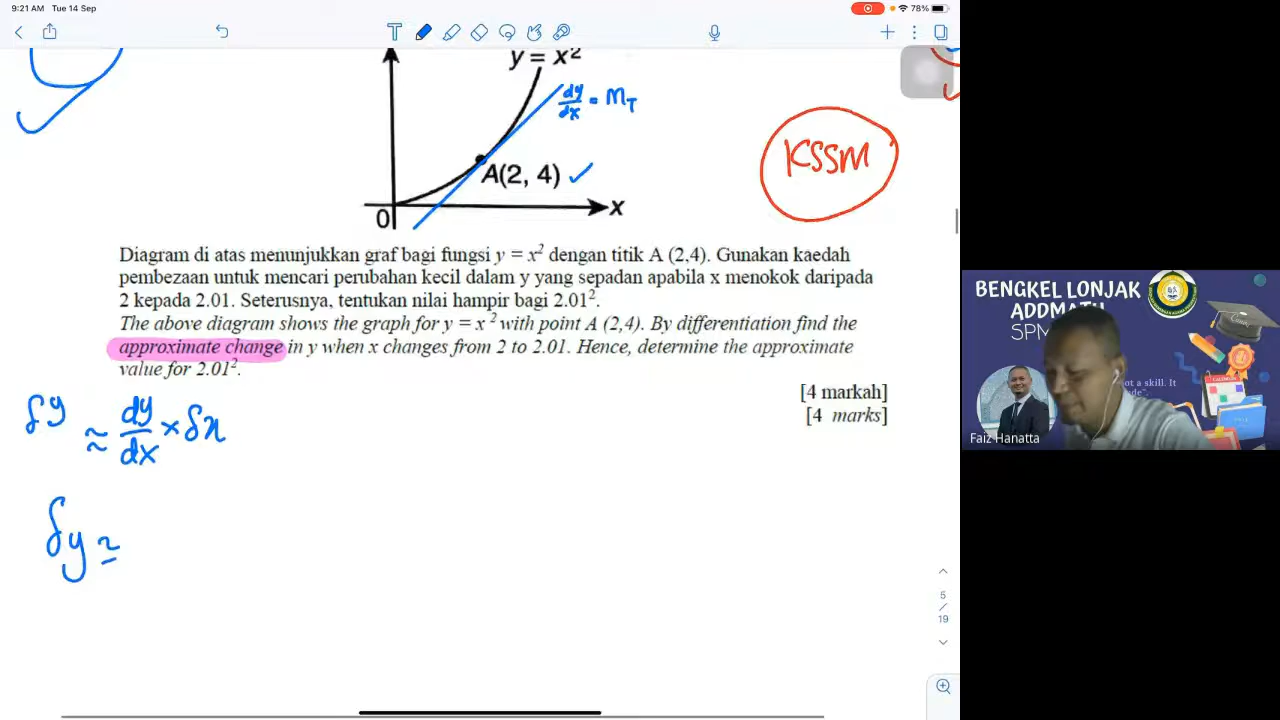 9:21 AM Tue 14 Sep
78%
y = x²
dy/dx = m_T
A(2, 4) ✓
0
x
KSSM
Diagram di atas menunjukkan graf bagi fungsi y = x² dengan titik A (2,4). Gunakan kaedah
pembezaan untuk mencari perubahan kecil dalam y yang sepadan apabila x menokok daripada
2 kepada 2.01. Seterusnya, tentukan nilai hampir bagi 2.01².
The above diagram shows the graph for y = x² with point A (2,4). By differentiation find the
approximate change in y when x changes from 2 to 2.01. Hence, determine the approximate
value for 2.01².
[4 markah]
[4 marks]
δy ≈ dy/dx × δx
δy ≈
5
/
19
BENGKEL LONJAK
ADDMATH
SPM
ot a skill. It
Faiz Hanatta